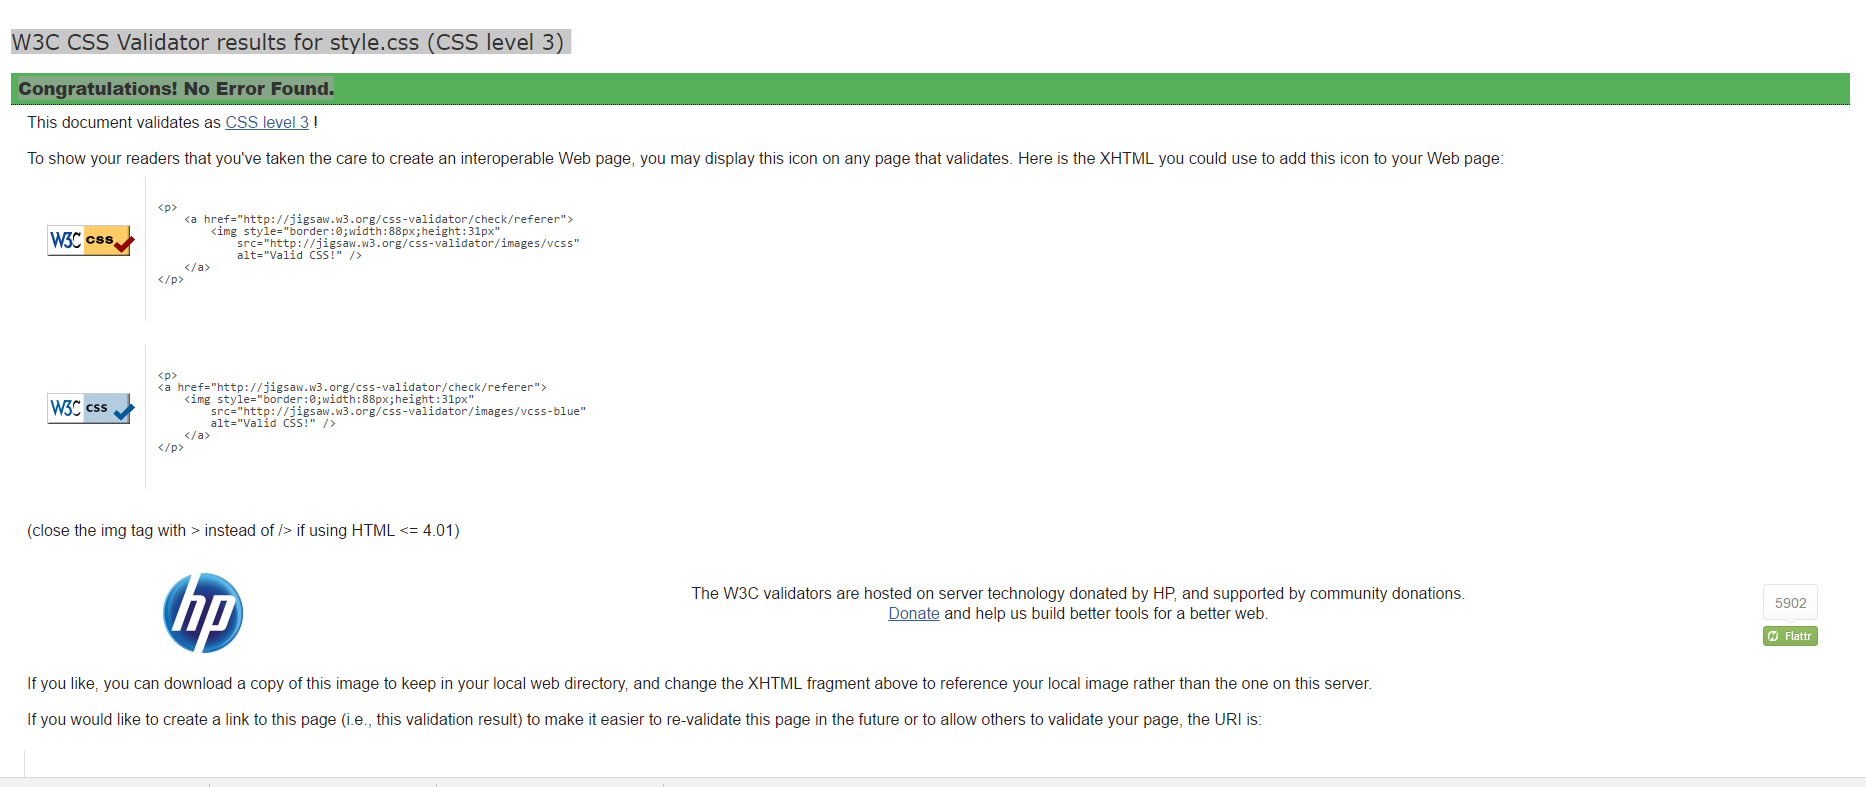 W3C CSS Validator results for style.css (CSS level 3)
Congratulations! No Error Found.
This document validates as CSS level 3 !
To show your readers that you've taken the care to create an interoperable Web page, you may display this icon on any page that validates. Here is the XHTML you could use to add this icon to your Web page:
W3C css
<p>
<a href="http://jigsaw.w3.org/css-validator/check/referer">
<img style="border:0;width:88px;height:31px"
src="http://jigsaw.w3.org/css-validator/images/vcss"
alt="Valid CSS!" />
</a>
</p>
W3C css
<p>
<a href="http://jigsaw.w3.org/css-validator/check/referer">
<img style="border:0;width:88px;height:31px"
src="http://jigsaw.w3.org/css-validator/images/vcss-blue"
alt="Valid CSS!" />
</a>
</p>
(close the img tag with > instead of /> if using HTML <= 4.01)
hp
The W3C validators are hosted on server technology donated by HP, and supported by community donations.
Donate and help us build better tools for a better web.
5902
Flattr
If you like, you can download a copy of this image to keep in your local web directory, and change the XHTML fragment above to reference your local image rather than the one on this server.
If you would like to create a link to this page (i.e., this validation result) to make it easier to re-validate this page in the future or to allow others to validate your page, the URI is: